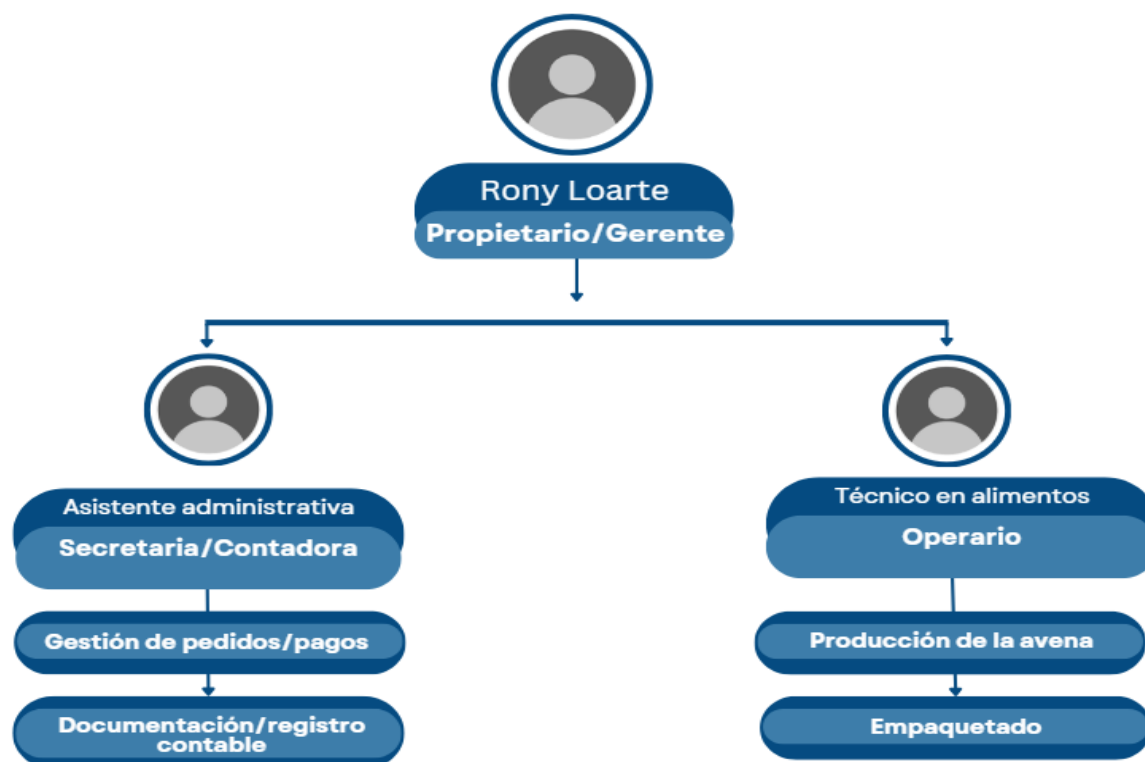 Rony Loarte
Propietario/Gerente
Asistente administrativa
Secretaria/Contadora
Gestión de pedidos/pagos
Documentación/registro
contable
Técnico en alimentos
Operario
Producción de la avena
Empaquetado